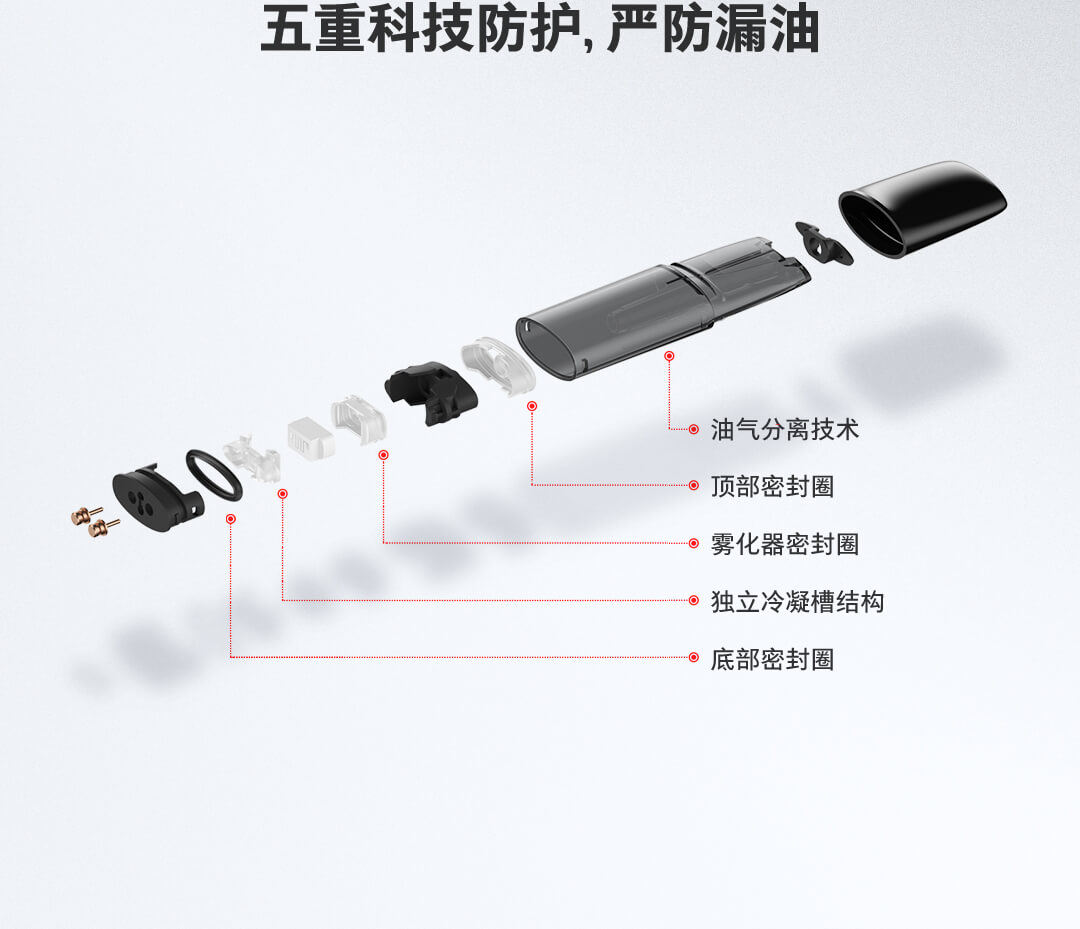 五重科技防护, 严防漏油
油气分离技术
顶部密封圈
雾化器密封圈
独立冷凝槽结构
底部密封圈